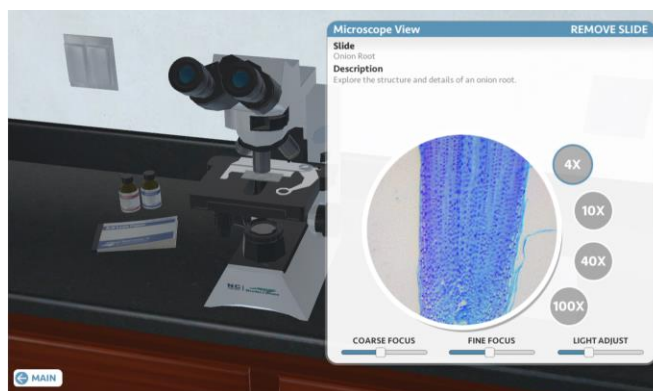 Microscope View
REMOVE SLIDE
Slide
Onion Root
Description
Explore the structure and details of an onion root.
4X
10X
40X
100X
COARSE FOCUS
FINE FOCUS
LIGHT ADJUST
MAIN